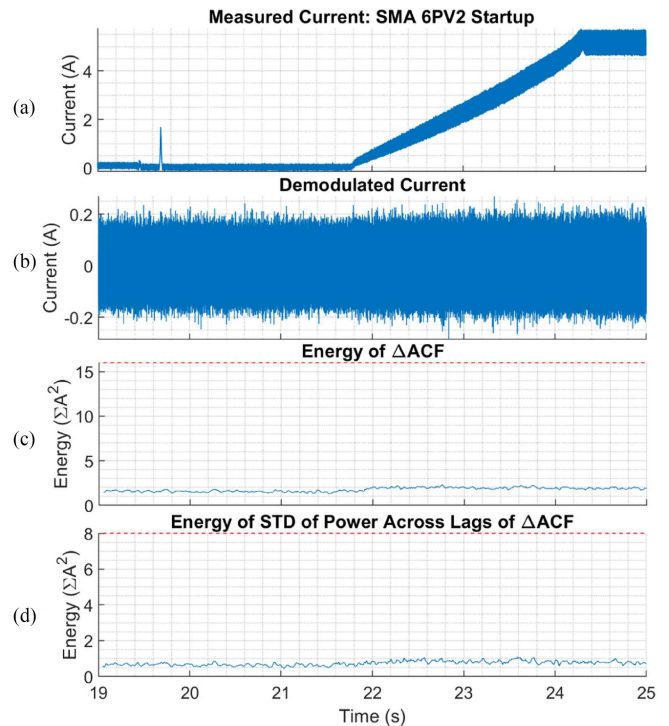 Measured Current: SMA 6PV2 Startup
(a)
Current (A)
4
2
0
Demodulated Current
(b)
Current (A)
0.2
0
-0.2
Energy of ΔACF
(c)
Energy (ΣA²)
15
10
5
0
Energy of STD of Power Across Lags of ΔACF
(d)
Energy (ΣA²)
8
6
4
2
0
19 20 21 22 23 24 25
Time (s)